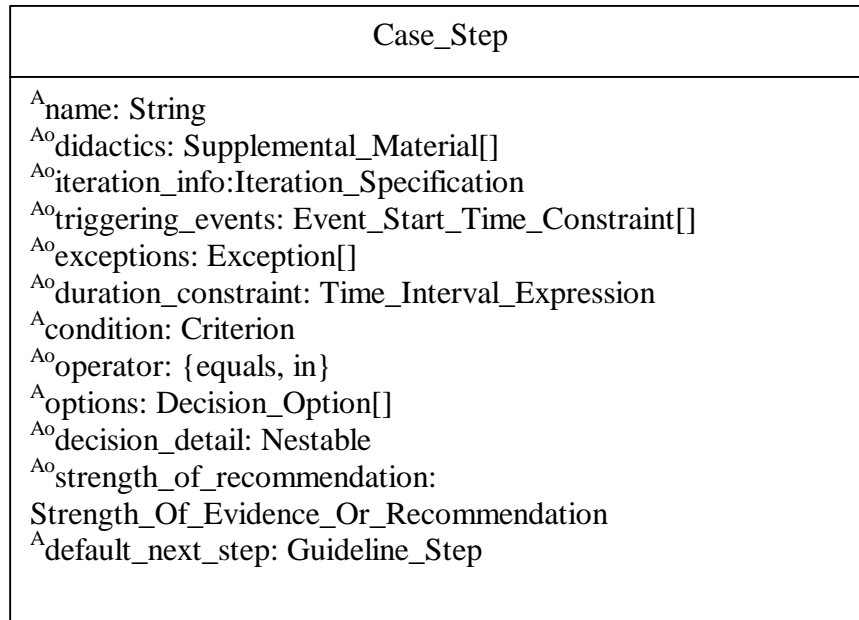 Case_Step
Aname: String
Aodidactics: Supplemental_Material[]
Aoiteration_info:Iteration_Specification
Aotriggering_events: Event_Start_Time_Constraint[]
Aoexceptions: Exception[]
Aoduration_constraint: Time_Interval_Expression
Acondition: Criterion
Aooperator: {equals, in}
Aoptions: Decision_Option[]
Aodecision_detail: Nestable
Aostrength_of_recommendation:
Strength_Of_Evidence_Or_Recommendation
Adefault_next_step: Guideline_Step